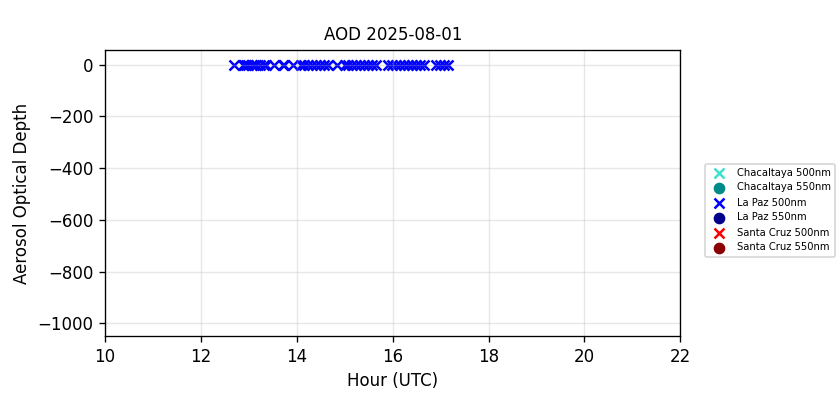 AOD 2025-08-01
Aerosol Optical Depth
0
−200
−400
−600
−800
−1000
10 12 14 16 18 20 22
Hour (UTC)
Chacaltaya 500nm
Chacaltaya 550nm
La Paz 500nm
La Paz 550nm
Santa Cruz 500nm
Santa Cruz 550nm